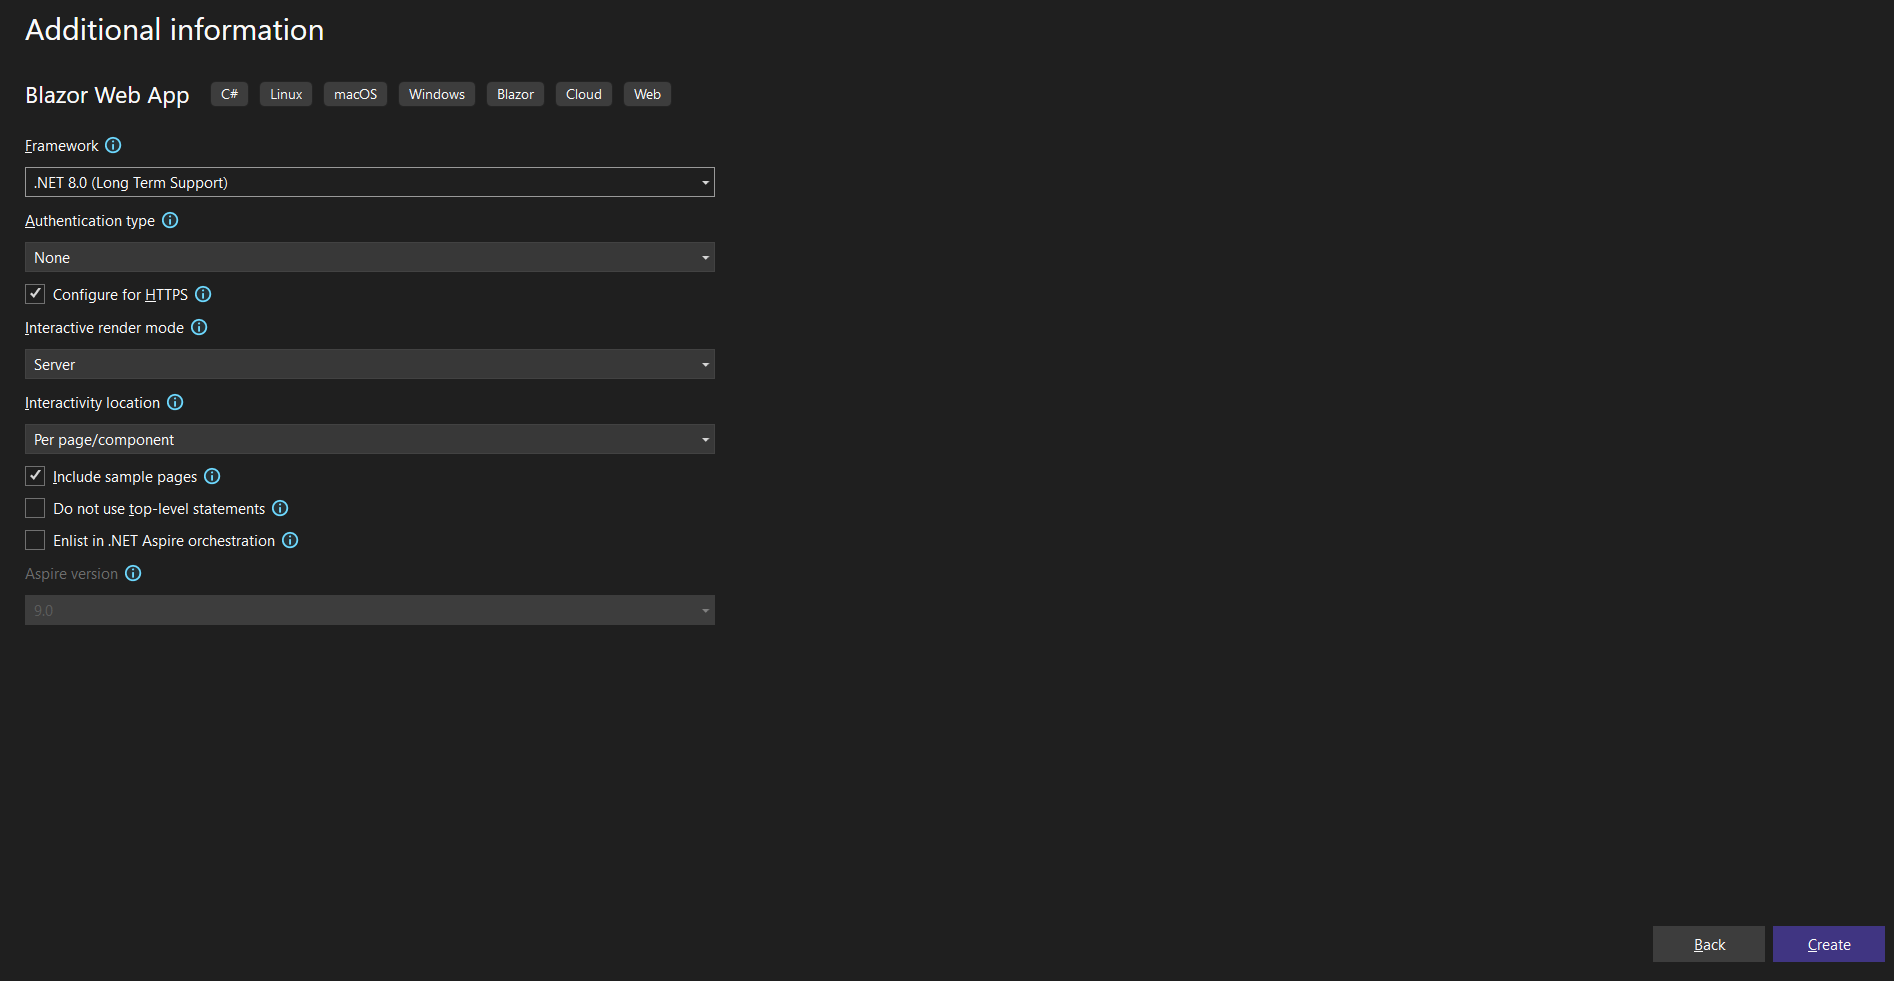 Additional information
Blazor Web App C# Linux macOS Windows Blazor Cloud Web
Framework
.NET 8.0 (Long Term Support)
Authentication type
None
Configure for HTTPS
Interactive render mode
Server
Interactivity location
Per page/component
Include sample pages
Do not use top-level statements
Enlist in .NET Aspire orchestration
Aspire version
9.0
Back Create